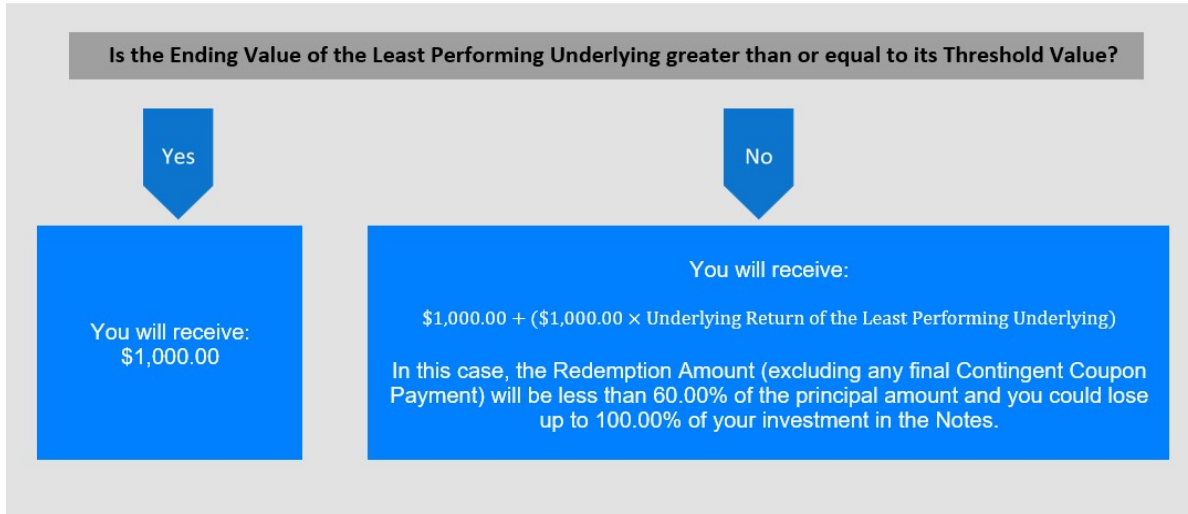 Is the Ending Value of the Least Performing Underlying greater than or equal to its Threshold Value?
Yes
No
You will receive:
$1,000.00
You will receive:
$1,000.00 + ($1,000.00 × Underlying Return of the Least Performing Underlying)
In this case, the Redemption Amount (excluding any final Contingent Coupon
Payment) will be less than 60.00% of the principal amount and you could lose
up to 100.00% of your investment in the Notes.